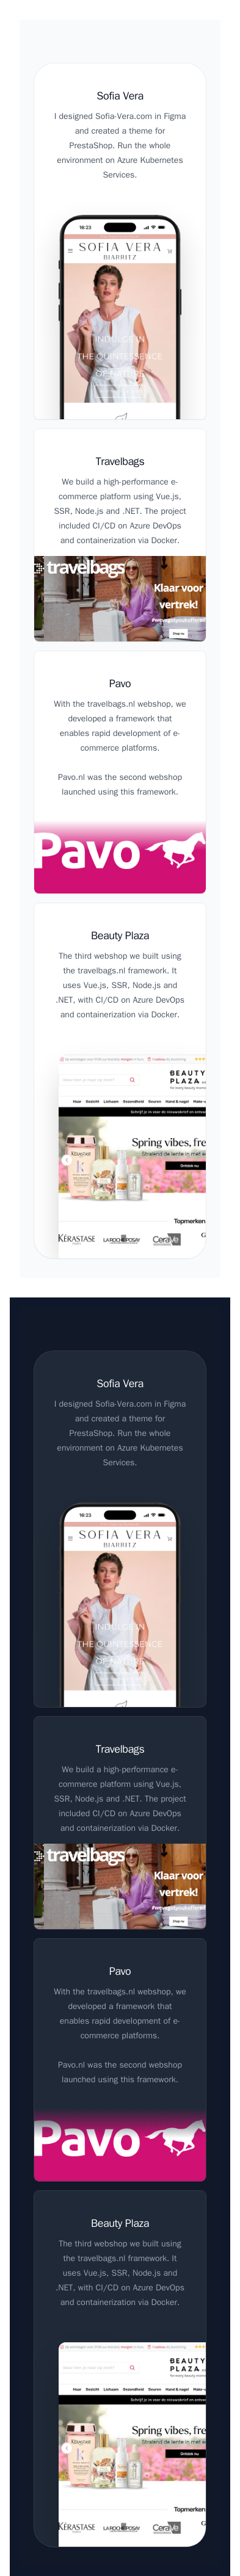 Sofia Vera
I designed Sofia-Vera.com in Figma
and created a theme for
PrestaShop. Run the whole
environment on Azure Kubernetes
Services.
16:23
SOFIA VERA
BIARRITZ
INDULGE IN
THE QUINTESSENCE
OF NATURE
Travelbags
We build a high-performance e-
commerce platform using Vue.js,
SSR, Node.js and .NET. The project
included CI/CD on Azure DevOps
and containerization via Docker.
travelbags
Klaar voor
vertrek!
Shop nu
Pavo
With the travelbags.nl webshop, we
developed a framework that
enables rapid development of e-
commerce platforms.
Pavo.nl was the second webshop
launched using this framework.
Pavo
Beauty Plaza
The third webshop we built using
the travelbags.nl framework. It
uses Vue.js, SSR, Node.js and
.NET, with CI/CD on Azure DevOps
and containerization via Docker.
BEAUTY
PLAZA
Haar Gezicht Lichaam Gezondheid Geuren Hand & nagel Make-u
Schrijf je in voor de nieuwsbrief en ontva
Spring vibes, fre
Stralend de lente in met
Ontdek nu
Topmerken
KÉRASTASE LA ROCHE POSAY CeraVe G
Sofia Vera
I designed Sofia-Vera.com in Figma
and created a theme for
PrestaShop. Run the whole
environment on Azure Kubernetes
Services.
16:23
SOFIA VERA
BIARRITZ
INDULGE IN
THE QUINTESSENCE
OF NATURE
Travelbags
We build a high-performance e-
commerce platform using Vue.js,
SSR, Node.js and .NET. The project
included CI/CD on Azure DevOps
and containerization via Docker.
travelbags
Klaar voor
vertrek!
Shop nu
Pavo
With the travelbags.nl webshop, we
developed a framework that
enables rapid development of e-
commerce platforms.
Pavo.nl was the second webshop
launched using this framework.
Pavo
Beauty Plaza
The third webshop we built using
the travelbags.nl framework. It
uses Vue.js, SSR, Node.js and
.NET, with CI/CD on Azure DevOps
and containerization via Docker.
BEAUTY
PLAZA
Haar Gezicht Lichaam Gezondheid Geuren Hand & nagel Make-u
Schrijf je in voor de nieuwsbrief en ontva
Spring vibes, fre
Stralend de lente in met
Ontdek nu
Topmerken
KÉRASTASE LA ROCHE POSAY CeraVe G